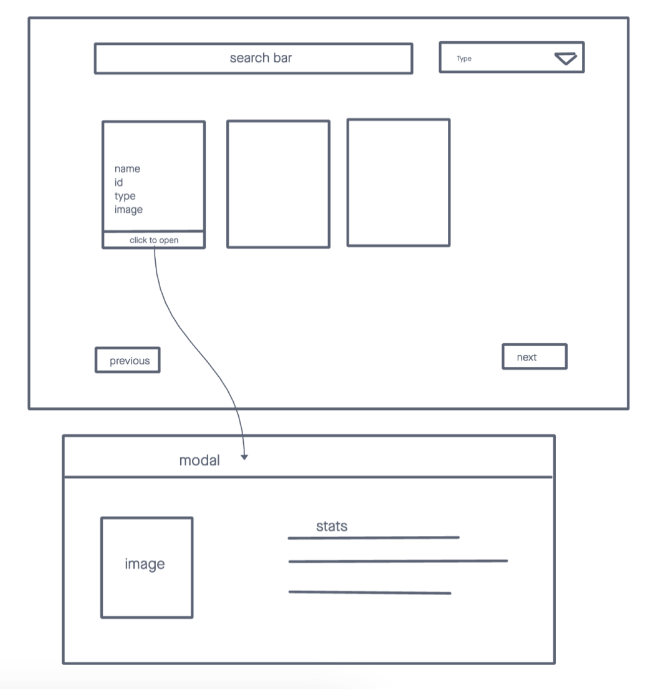 search bar
Type
name
id
type
image
click to open
previous
next
modal
image
stats